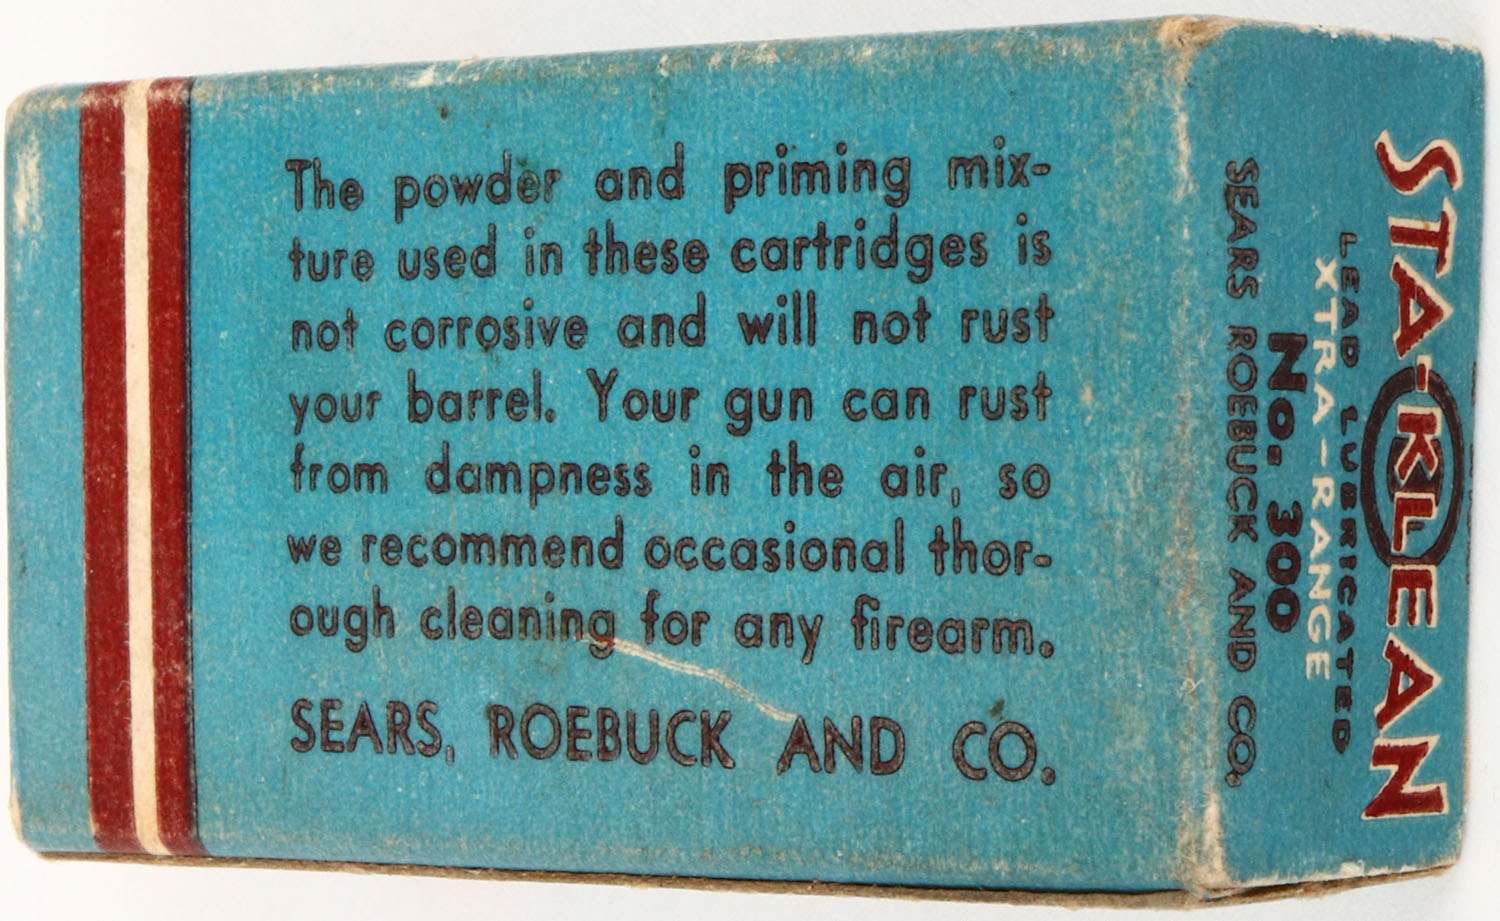 The powder and priming mix-
ture used in these cartridges is
not corrosive and will not rust
your barrel. Your gun can rust
from dampness in the air, so
we recommend occasional thor-
ough cleaning for any firearm.
SEARS, ROEBUCK AND CO.
STA-KLEAN
LEAD LUBRICATED
XTRA-RANGE
No. 300
SEARS ROEBUCK AND CO.